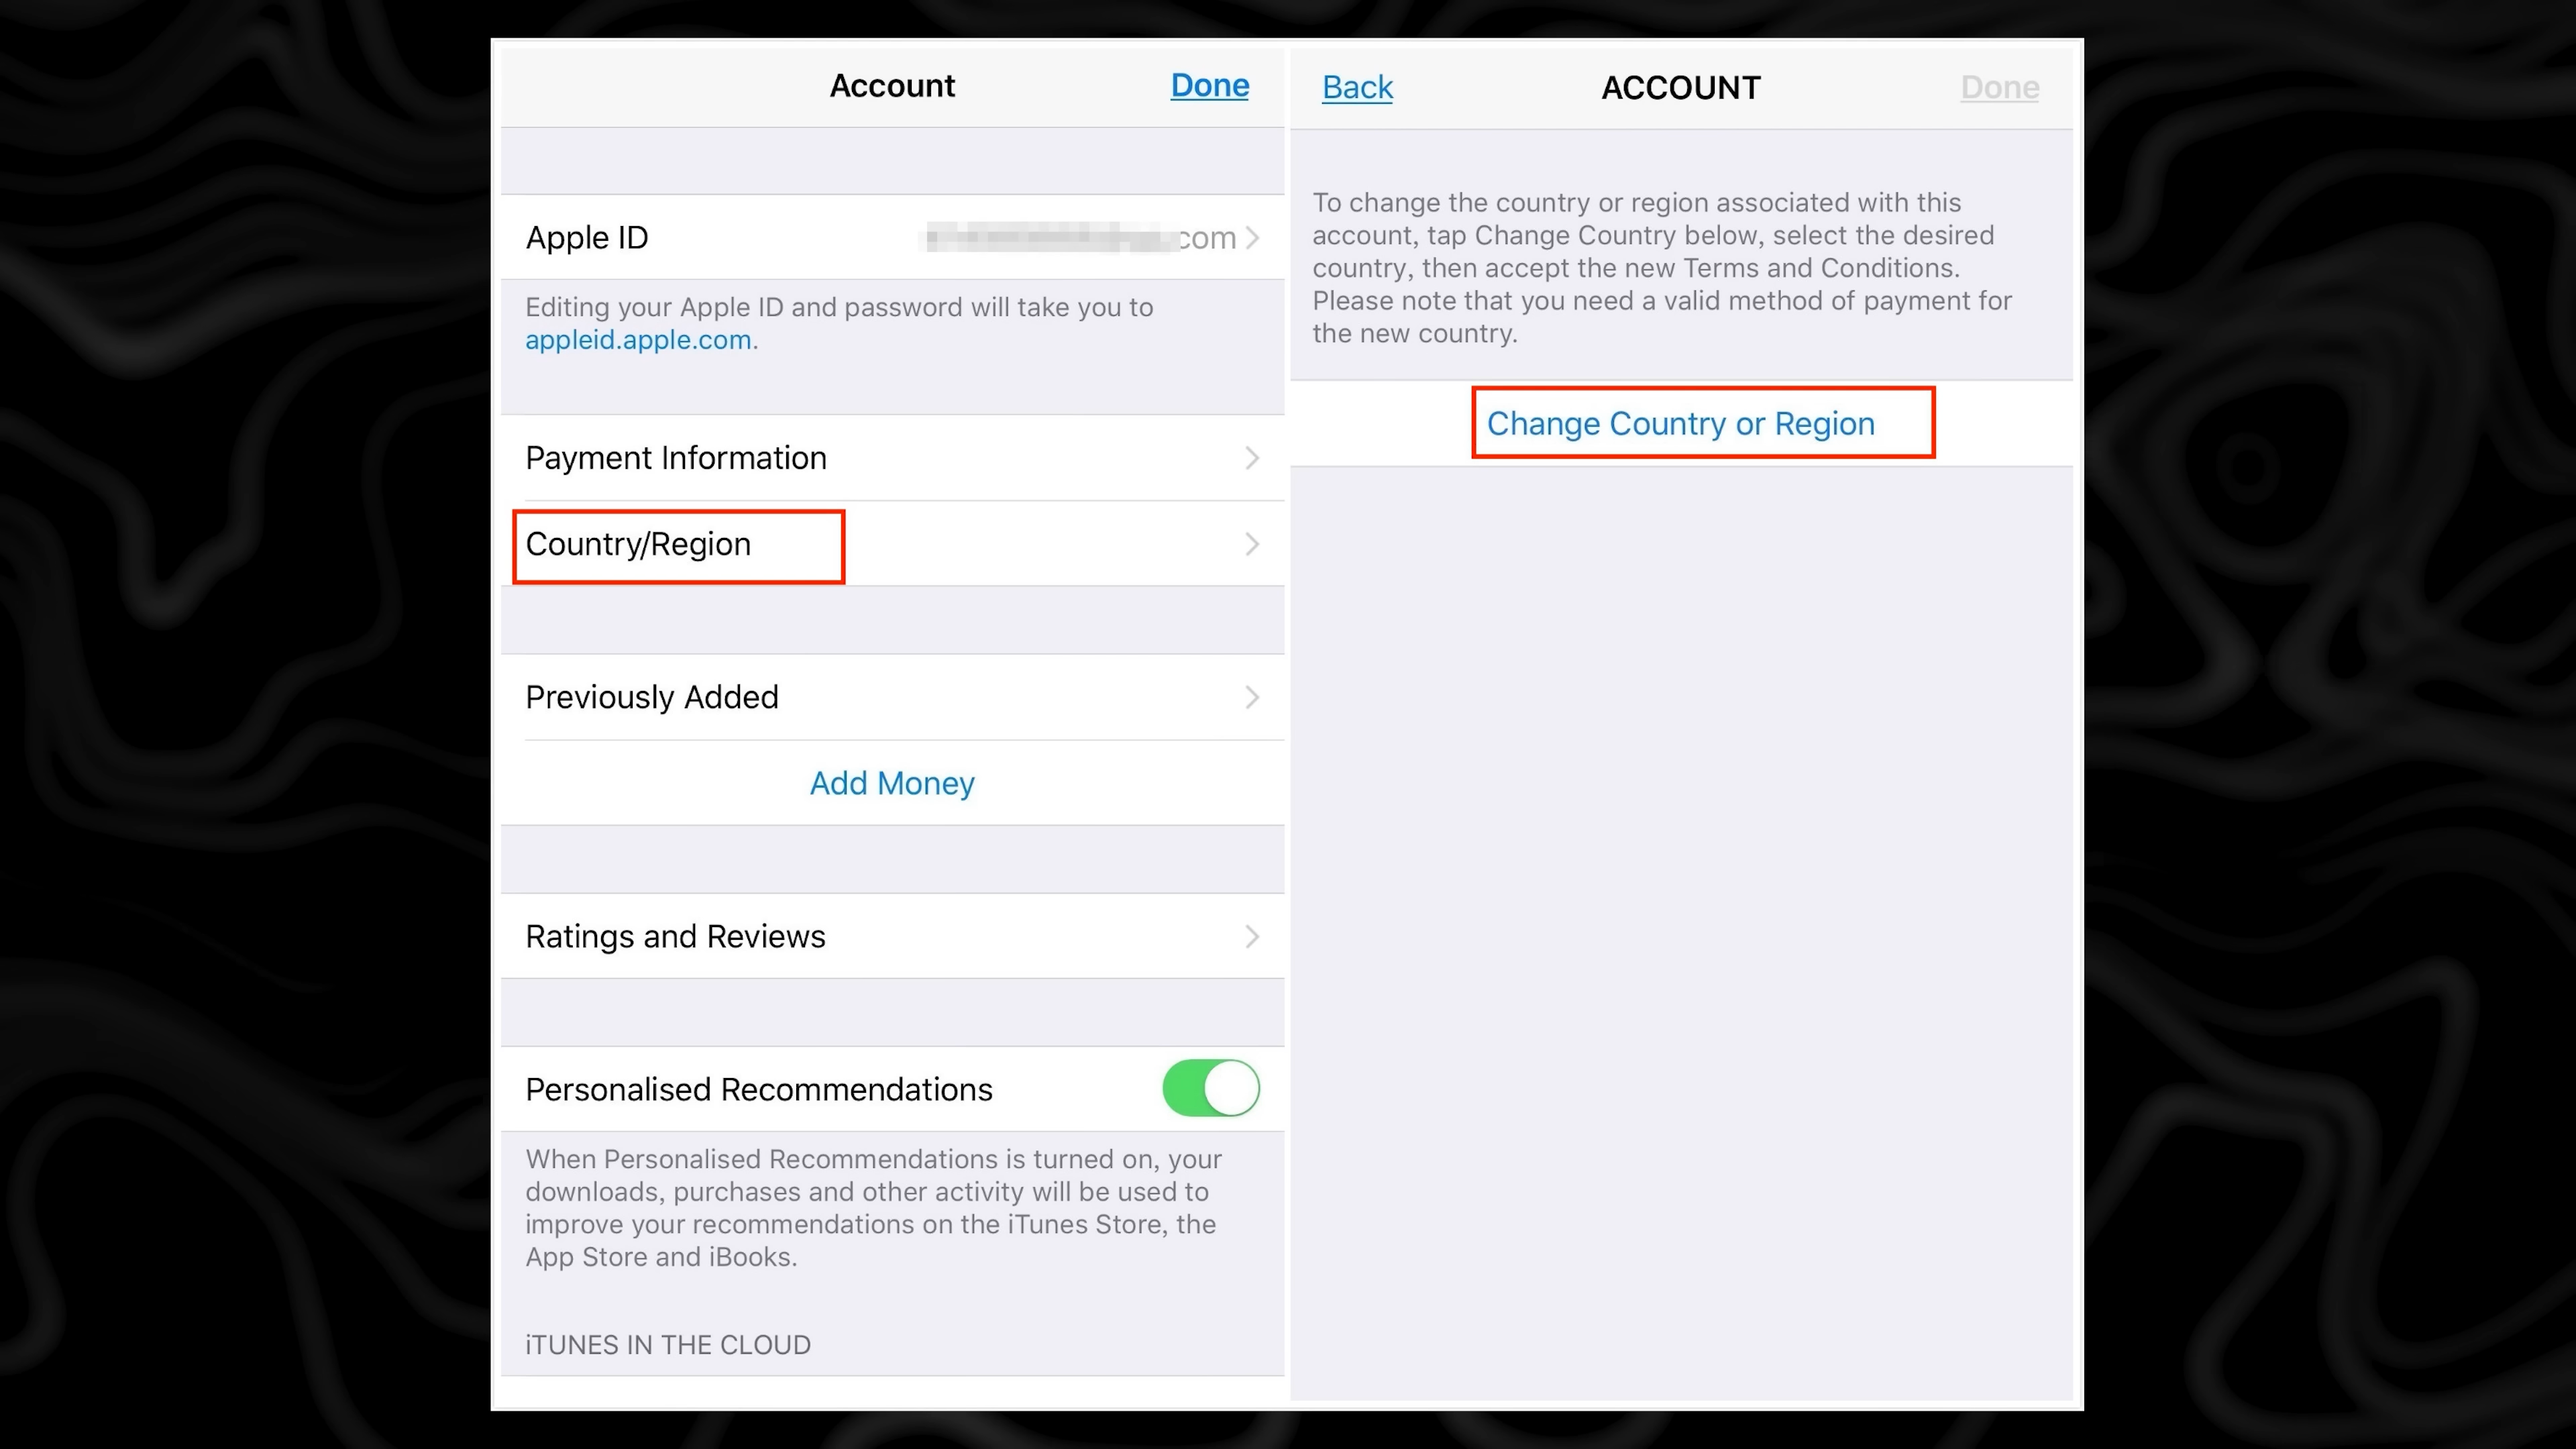 Account Done
Apple ID com
Editing your Apple ID and password will take you to
appleid.apple.com.
Payment Information
Country/Region
Previously Added
Add Money
Ratings and Reviews
Personalised Recommendations
When Personalised Recommendations is turned on, your
downloads, purchases and other activity will be used to
improve your recommendations on the iTunes Store, the
App Store and iBooks.
iTUNES IN THE CLOUD
Back ACCOUNT Done
To change the country or region associated with this
account, tap Change Country below, select the desired
country, then accept the new Terms and Conditions.
Please note that you need a valid method of payment for
the new country.
Change Country or Region